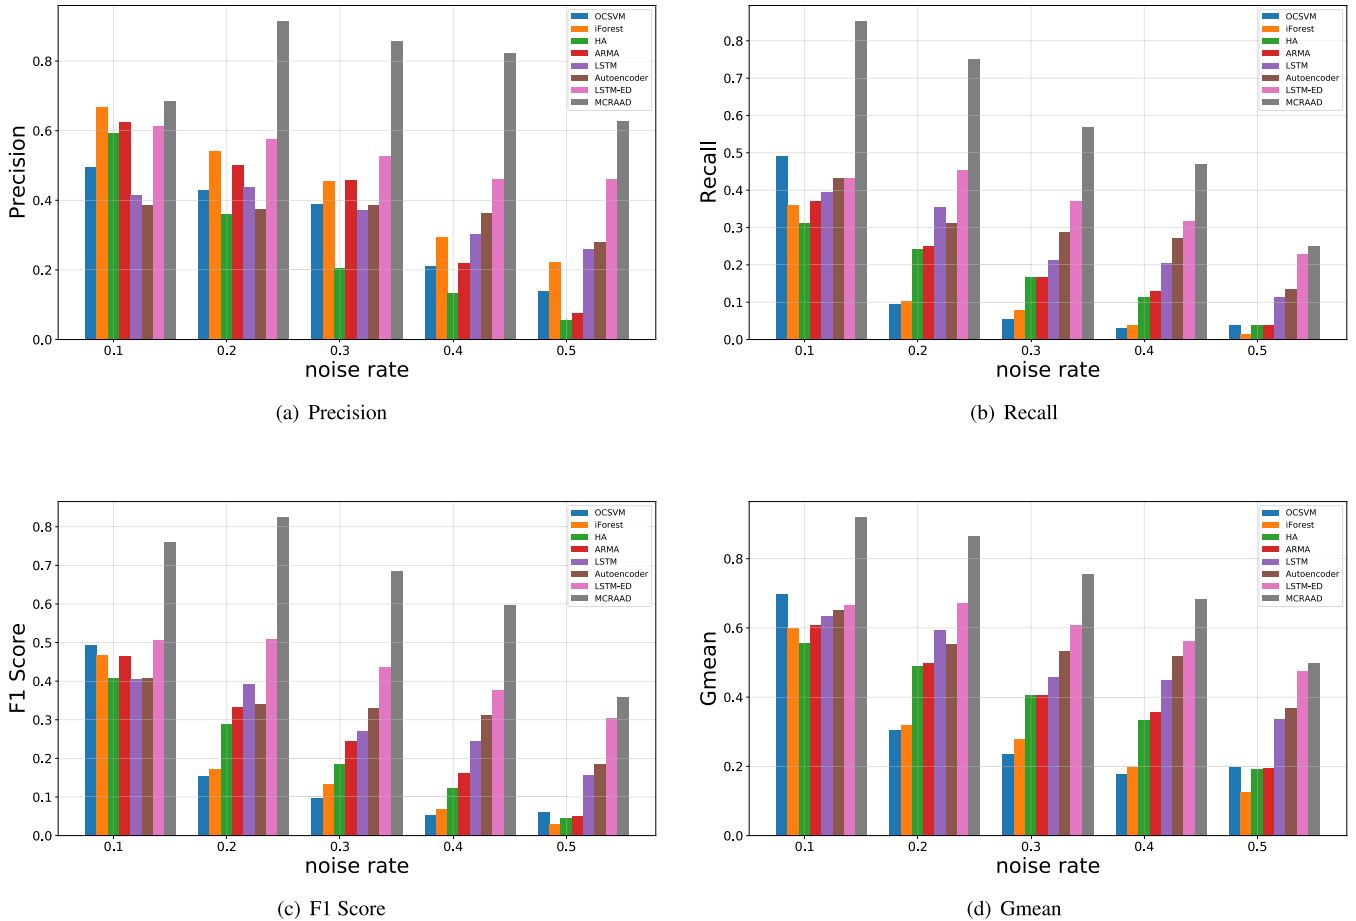 OCSVM
iForest
HA
ARMA
LSTM
Autoencoder
LSTM-ED
MCRAAD
Precision
0.8
0.6
0.4
0.2
0.0
0.1 0.2 0.3 0.4 0.5
noise rate
(a) Precision
OCSVM
iForest
HA
ARMA
LSTM
Autoencoder
LSTM-ED
MCRAAD
Recall
0.8
0.7
0.6
0.5
0.4
0.3
0.2
0.1
0.0
0.1 0.2 0.3 0.4 0.5
noise rate
(b) Recall
OCSVM
iForest
HA
ARMA
LSTM
Autoencoder
LSTM-ED
MCRAAD
F1 Score
0.8
0.7
0.6
0.5
0.4
0.3
0.2
0.1
0.0
0.1 0.2 0.3 0.4 0.5
noise rate
(c) F1 Score
OCSVM
iForest
HA
ARMA
LSTM
Autoencoder
LSTM-ED
MCRAAD
Gmean
0.8
0.6
0.4
0.2
0.0
0.1 0.2 0.3 0.4 0.5
noise rate
(d) Gmean